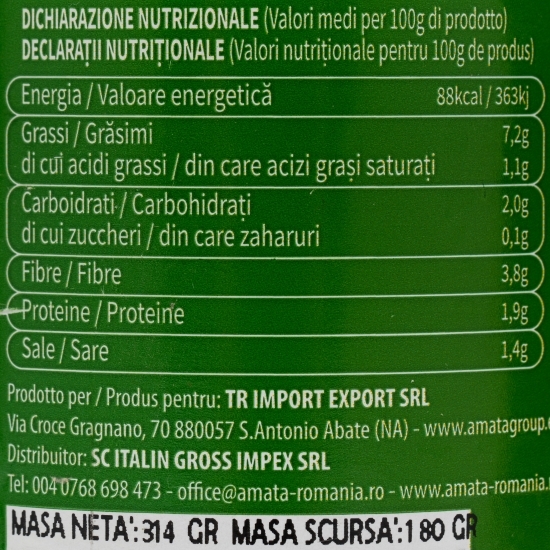 DICHIARAZIONE NUTRIZIONALE (Valori medi per 100g di prodotto)
DECLARAȚII NUTRIȚIONALE (Valori nutriționale pentru 100g de produs)
Energia / Valoare energetică 88kcal / 363kj
Grassi / Grăsimi 7,2g
di cui acidi grassi / din care acizi grași saturați 1,1g
Carboidrati / Carbohidrați 2,0g
di cui zuccheri / din care zaharuri 0,1g
Fibre / Fibre 3,8g
Proteine / Proteine 1,9g
Sale / Sare 1,4g
Prodotto per / Produs pentru: TR IMPORT EXPORT SRL
Via Croce Gragnano, 70 880057 S.Antonio Abate (NA) - www.amatagroup.
Distribuitor: SC ITALIN GROSS IMPEX SRL
Tel: 004 0768 698 473 - office@amata-romania.ro - www.amata-romania.
MASA NETA': 314 GR MASA SCURSA': 180 GR